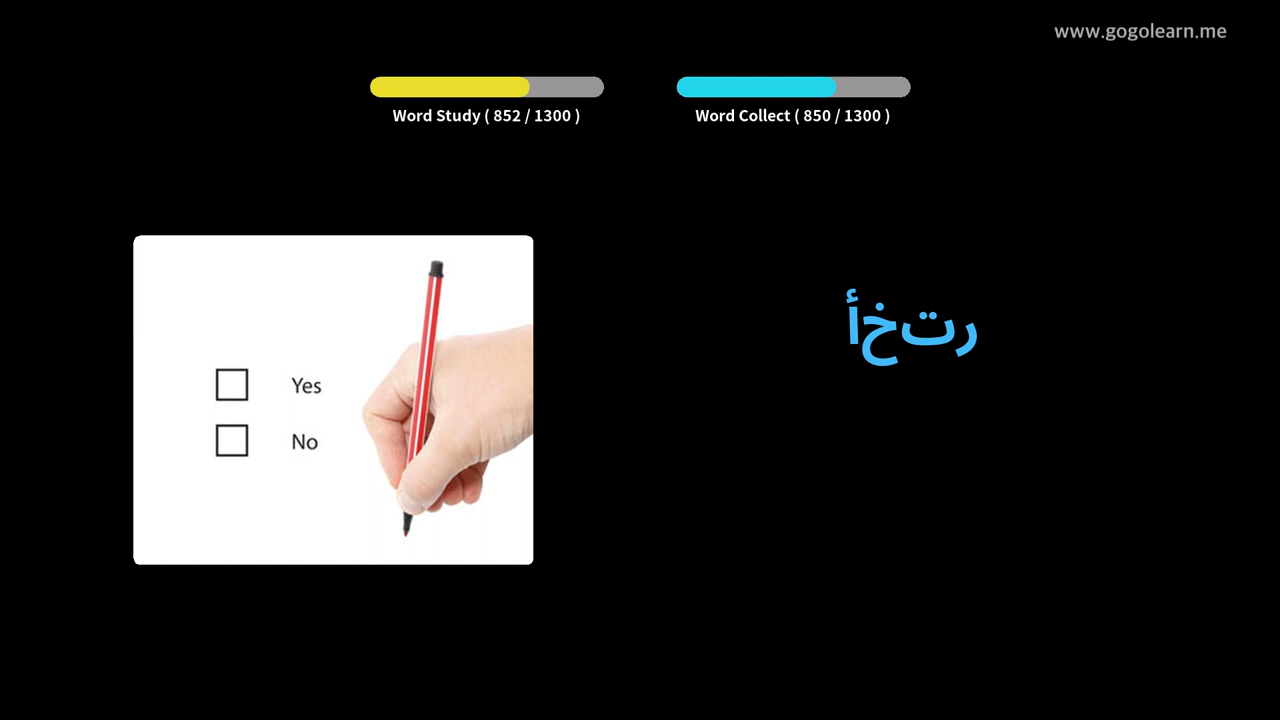 www.gogolearn.me
Word Study ( 852 / 1300 )
Word Collect ( 850 / 1300 )
Yes
No
رتخأ